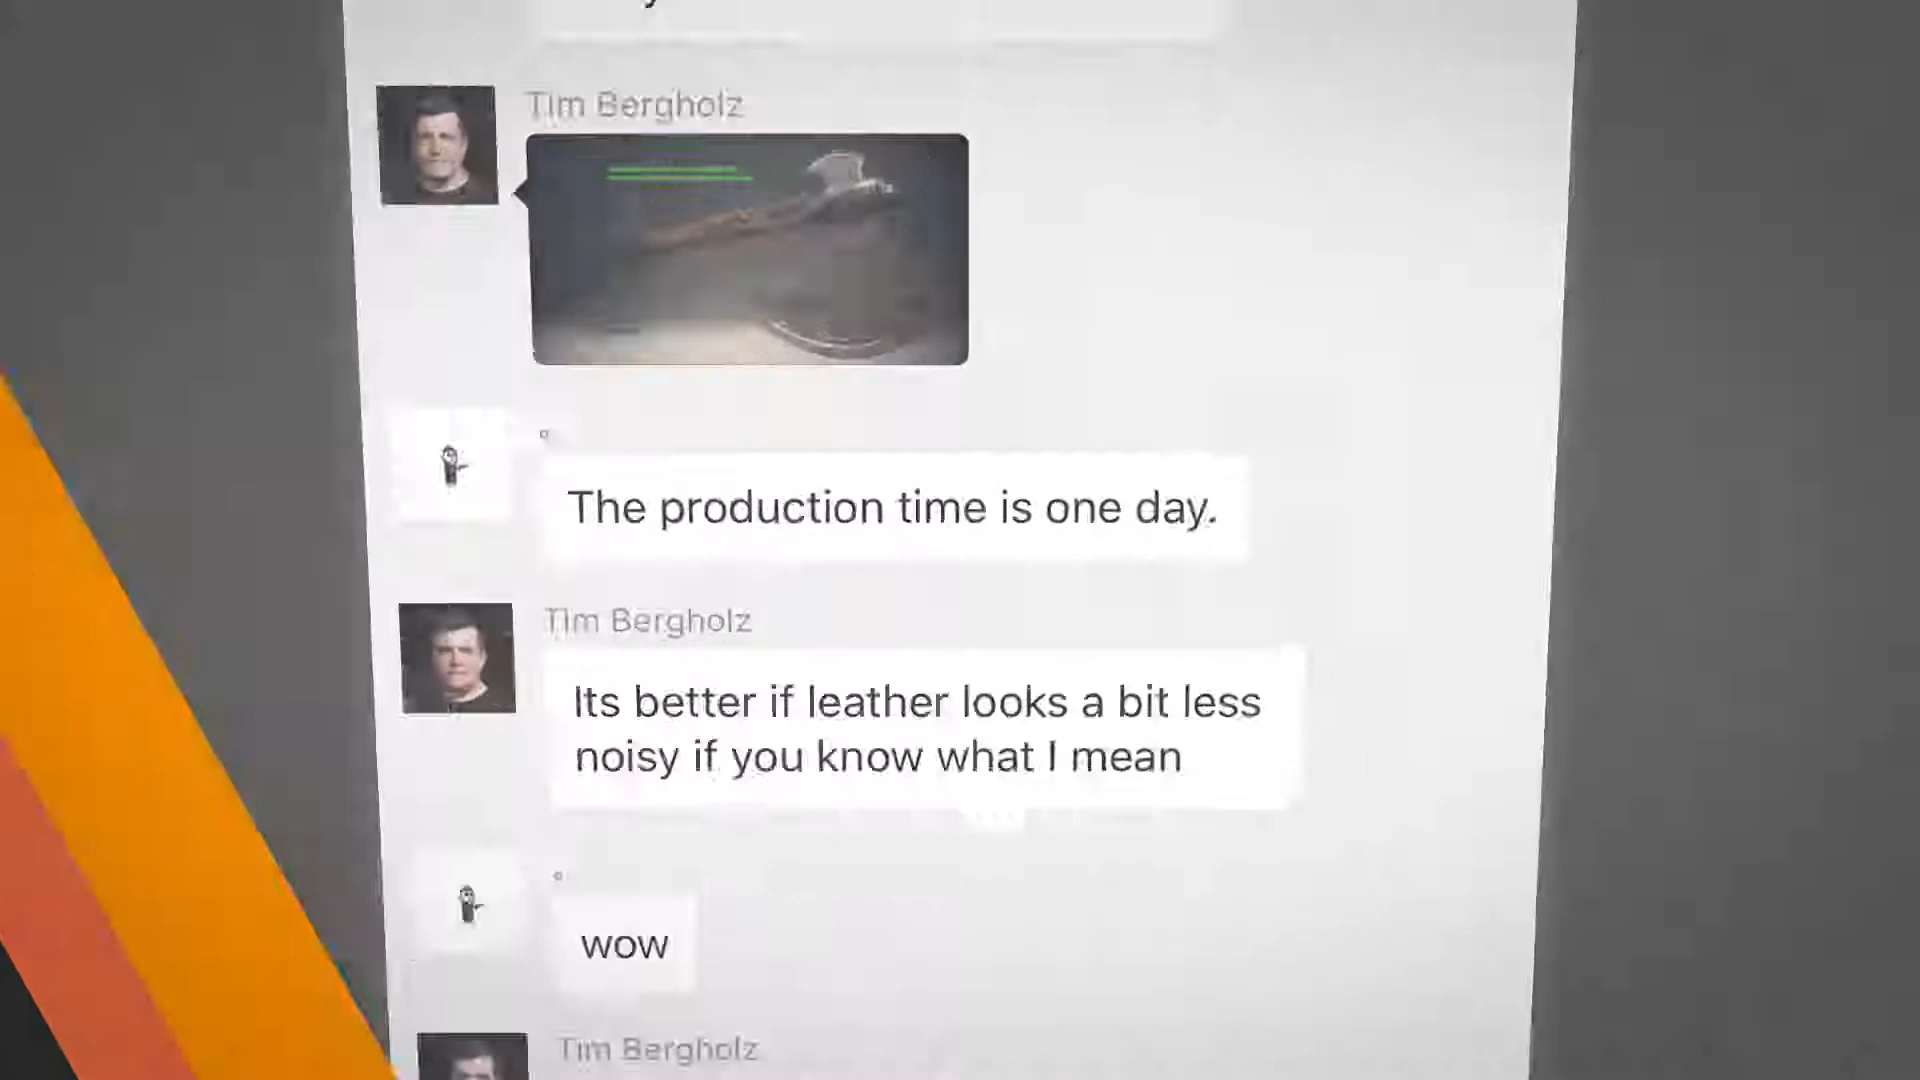 Tim Bergholz
The production time is one day.
Tim Bergholz
Its better if leather looks a bit less
noisy if you know what I mean
wow
Tim Bergholz